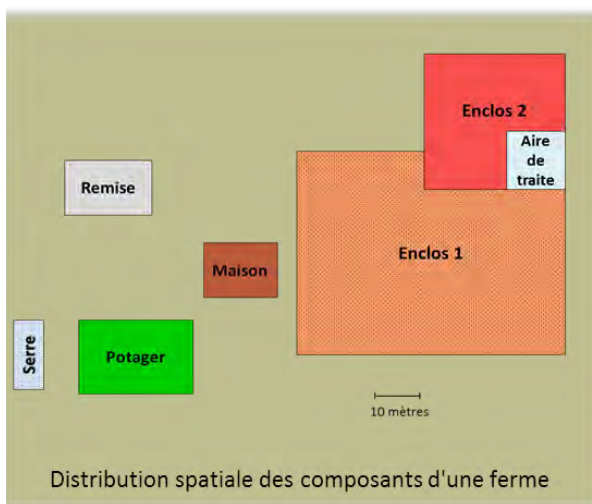 Enclos 2
Aire
de
traite
Remise
Enclos 1
Maison
Serre
Potager
10 mètres
Distribution spatiale des composants d'une ferme